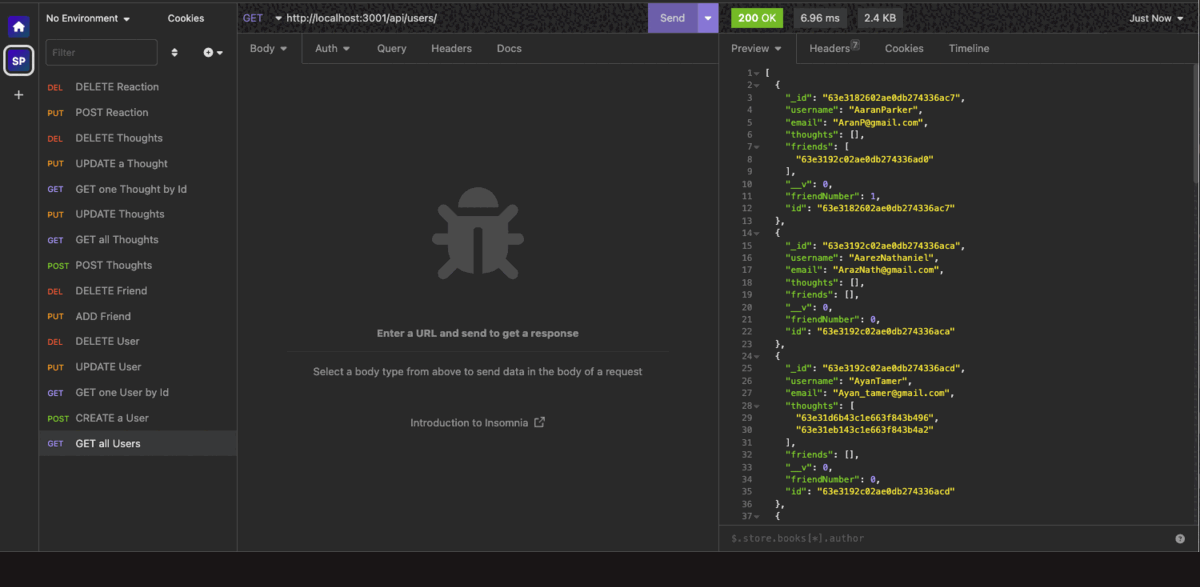 No Environment
Cookies
GET http://localhost:3001/api/users/
Send
200 OK
6.96 ms
2.4 KB
Just Now
SP
Filter
Body
Auth
Query
Headers
Docs
Preview
Headers 7
Cookies
Timeline
DEL DELETE Reaction
PUT POST Reaction
DEL DELETE Thoughts
PUT UPDATE a Thought
GET GET one Thought by Id
PUT UPDATE Thoughts
GET GET all Thoughts
POST POST Thoughts
DEL DELETE Friend
PUT ADD Friend
DEL DELETE User
PUT UPDATE User
GET GET one User by Id
POST CREATE a User
GET GET all Users
Enter a URL and send to get a response
Select a body type from above to send data in the body of a request
Introduction to Insomnia
1 [
2 {
3 "_id": "63e3182602ae0db274336ac7",
4 "username": "AaranParker",
5 "email": "AranP@gmail.com",
6 "thoughts": [],
7 "friends": [
8 "63e3192c02ae0db274336ad0"
9 ],
10 "__v": 0,
11 "friendNumber": 1,
12 "id": "63e3182602ae0db274336ac7"
13 },
14 {
15 "_id": "63e3192c02ae0db274336aca",
16 "username": "AarezNathaniel",
17 "email": "ArazNath@gmail.com",
18 "thoughts": [],
19 "friends": [],
20 "__v": 0,
21 "friendNumber": 0,
22 "id": "63e3192c02ae0db274336aca"
23 },
24 {
25 "_id": "63e3192c02ae0db274336acd",
26 "username": "AyanTamer",
27 "email": "Ayan_tamer@gmail.com",
28 "thoughts": [
29 "63e31d6b43c1e663f843b496",
30 "63e31eb143c1e663f843b4a2"
31 ],
32 "friends": [],
33 "__v": 0,
34 "friendNumber": 0,
35 "id": "63e3192c02ae0db274336acd"
36 },
37 {
$.store.books[*].author